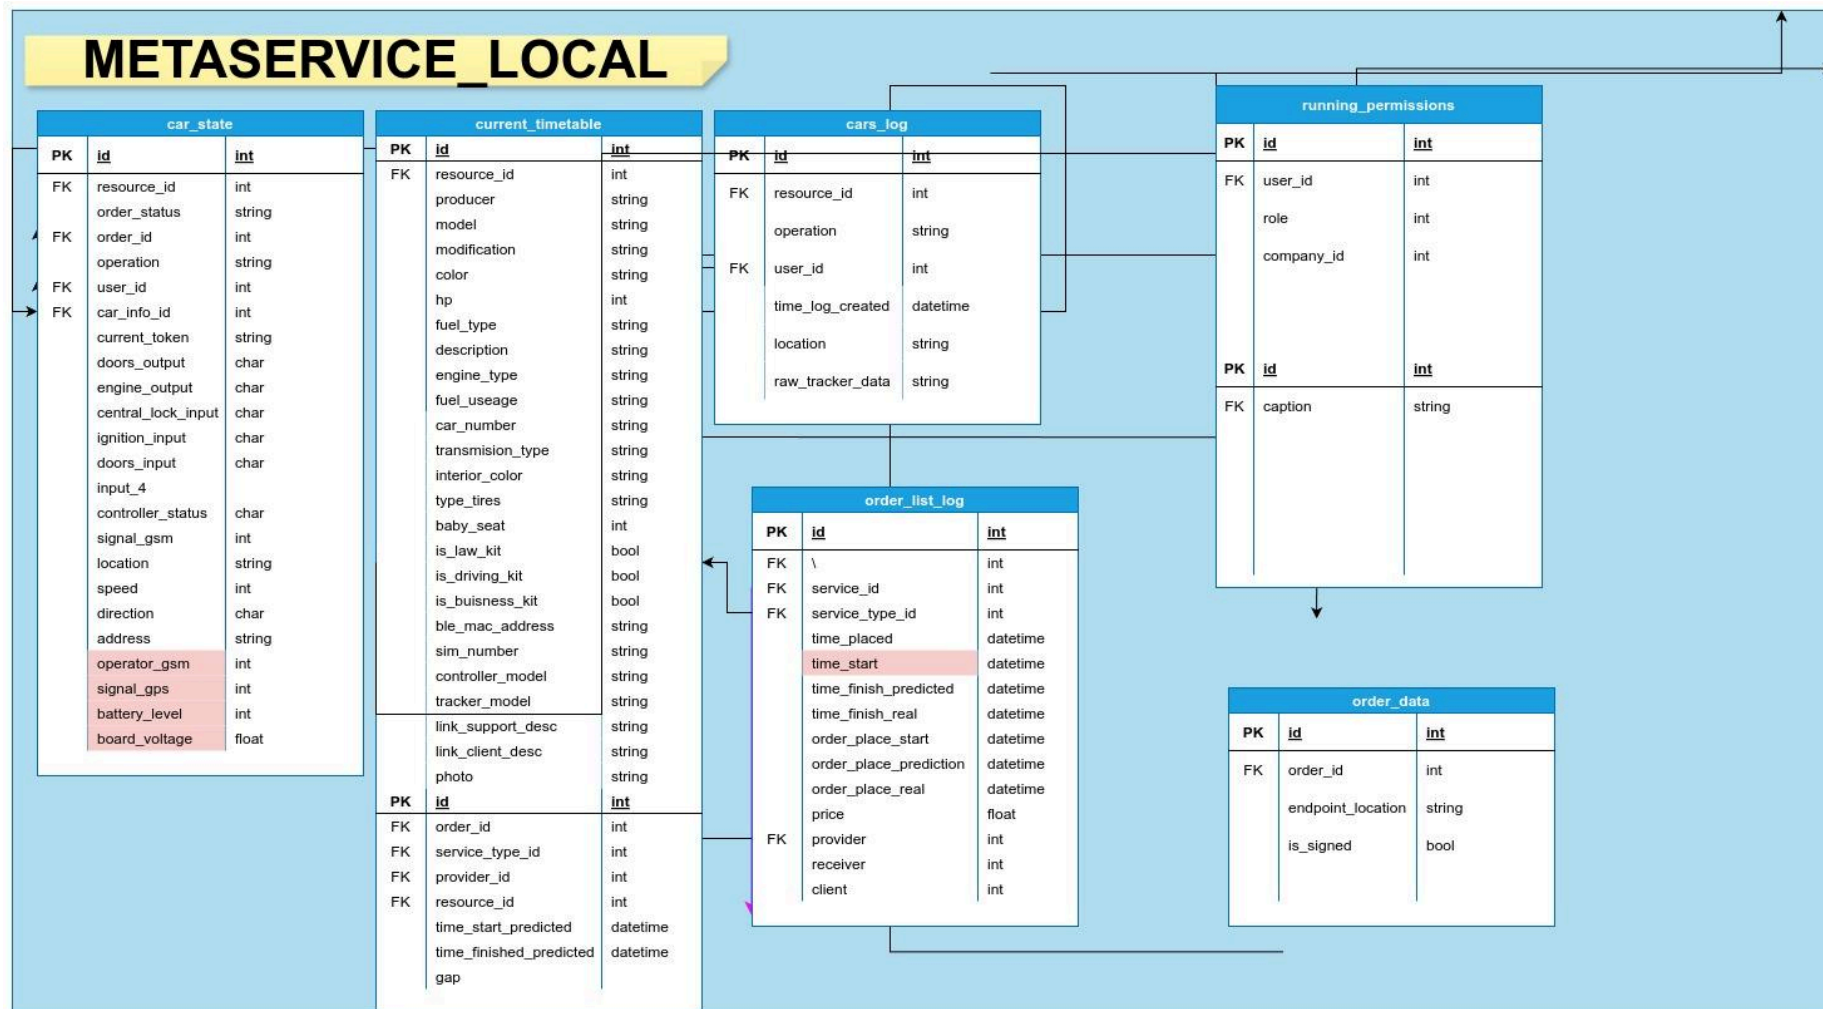 METASERVICE_LOCAL
car_state
PK id int
FK resource_id int
order_status string
FK order_id int
operation string
FK user_id int
FK car_info_id int
current_token string
doors_output char
engine_output char
central_lock_input char
ignition_input char
doors_input char
input_4
controller_status char
signal_gsm int
location string
speed int
direction char
address string
operator_gsm int
signal_gps int
battery_level int
board_voltage float
current_timetable
PK id int
FK resource_id int
producer string
model string
modification string
color string
hp int
fuel_type string
description string
engine_type string
fuel_useage string
car_number string
transmision_type string
interior_color string
type_tires string
baby_seat int
is_law_kit bool
is_driving_kit bool
is_buisness_kit bool
ble_mac_address string
sim_number string
controller_model string
tracker_model string
link_support_desc string
link_client_desc string
photo string
PK id int
FK order_id int
FK service_type_id int
FK provider_id int
FK resource_id int
time_start_predicted datetime
time_finished_predicted datetime
gap
cars_log
PK id int
FK resource_id int
operation string
FK user_id int
time_log_created datetime
location string
raw_tracker_data string
order_list_log
PK id int
FK \ int
FK service_id int
FK service_type_id int
time_placed datetime
time_start datetime
time_finish_predicted datetime
time_finish_real datetime
order_place_start datetime
order_place_prediction datetime
order_place_real datetime
price float
FK provider int
receiver int
client int
running_permissions
PK id int
FK user_id int
role int
company_id int
PK id int
FK caption string
order_data
PK id int
FK order_id int
endpoint_location string
is_signed bool